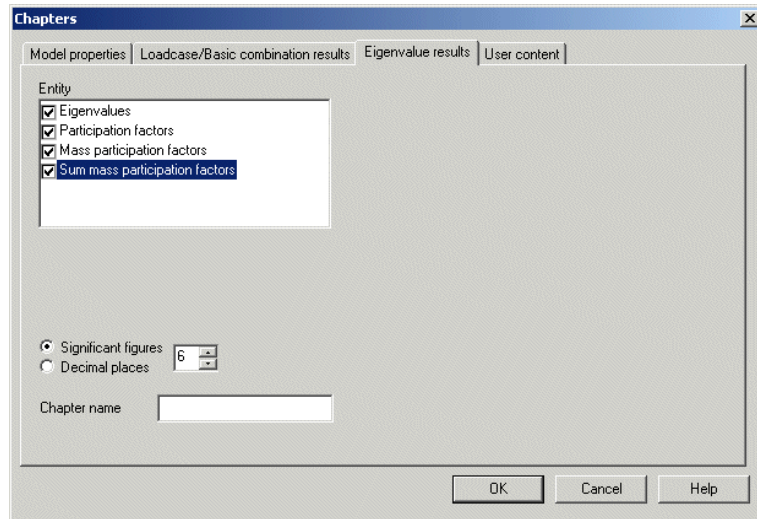 Chapters
Model properties Loadcase/Basic combination results Eigenvalue results User content
Entity
Eigenvalues
Participation factors
Mass participation factors
Sum mass participation factors
Significant figures
6
Decimal places
Chapter name
OK Cancel Help